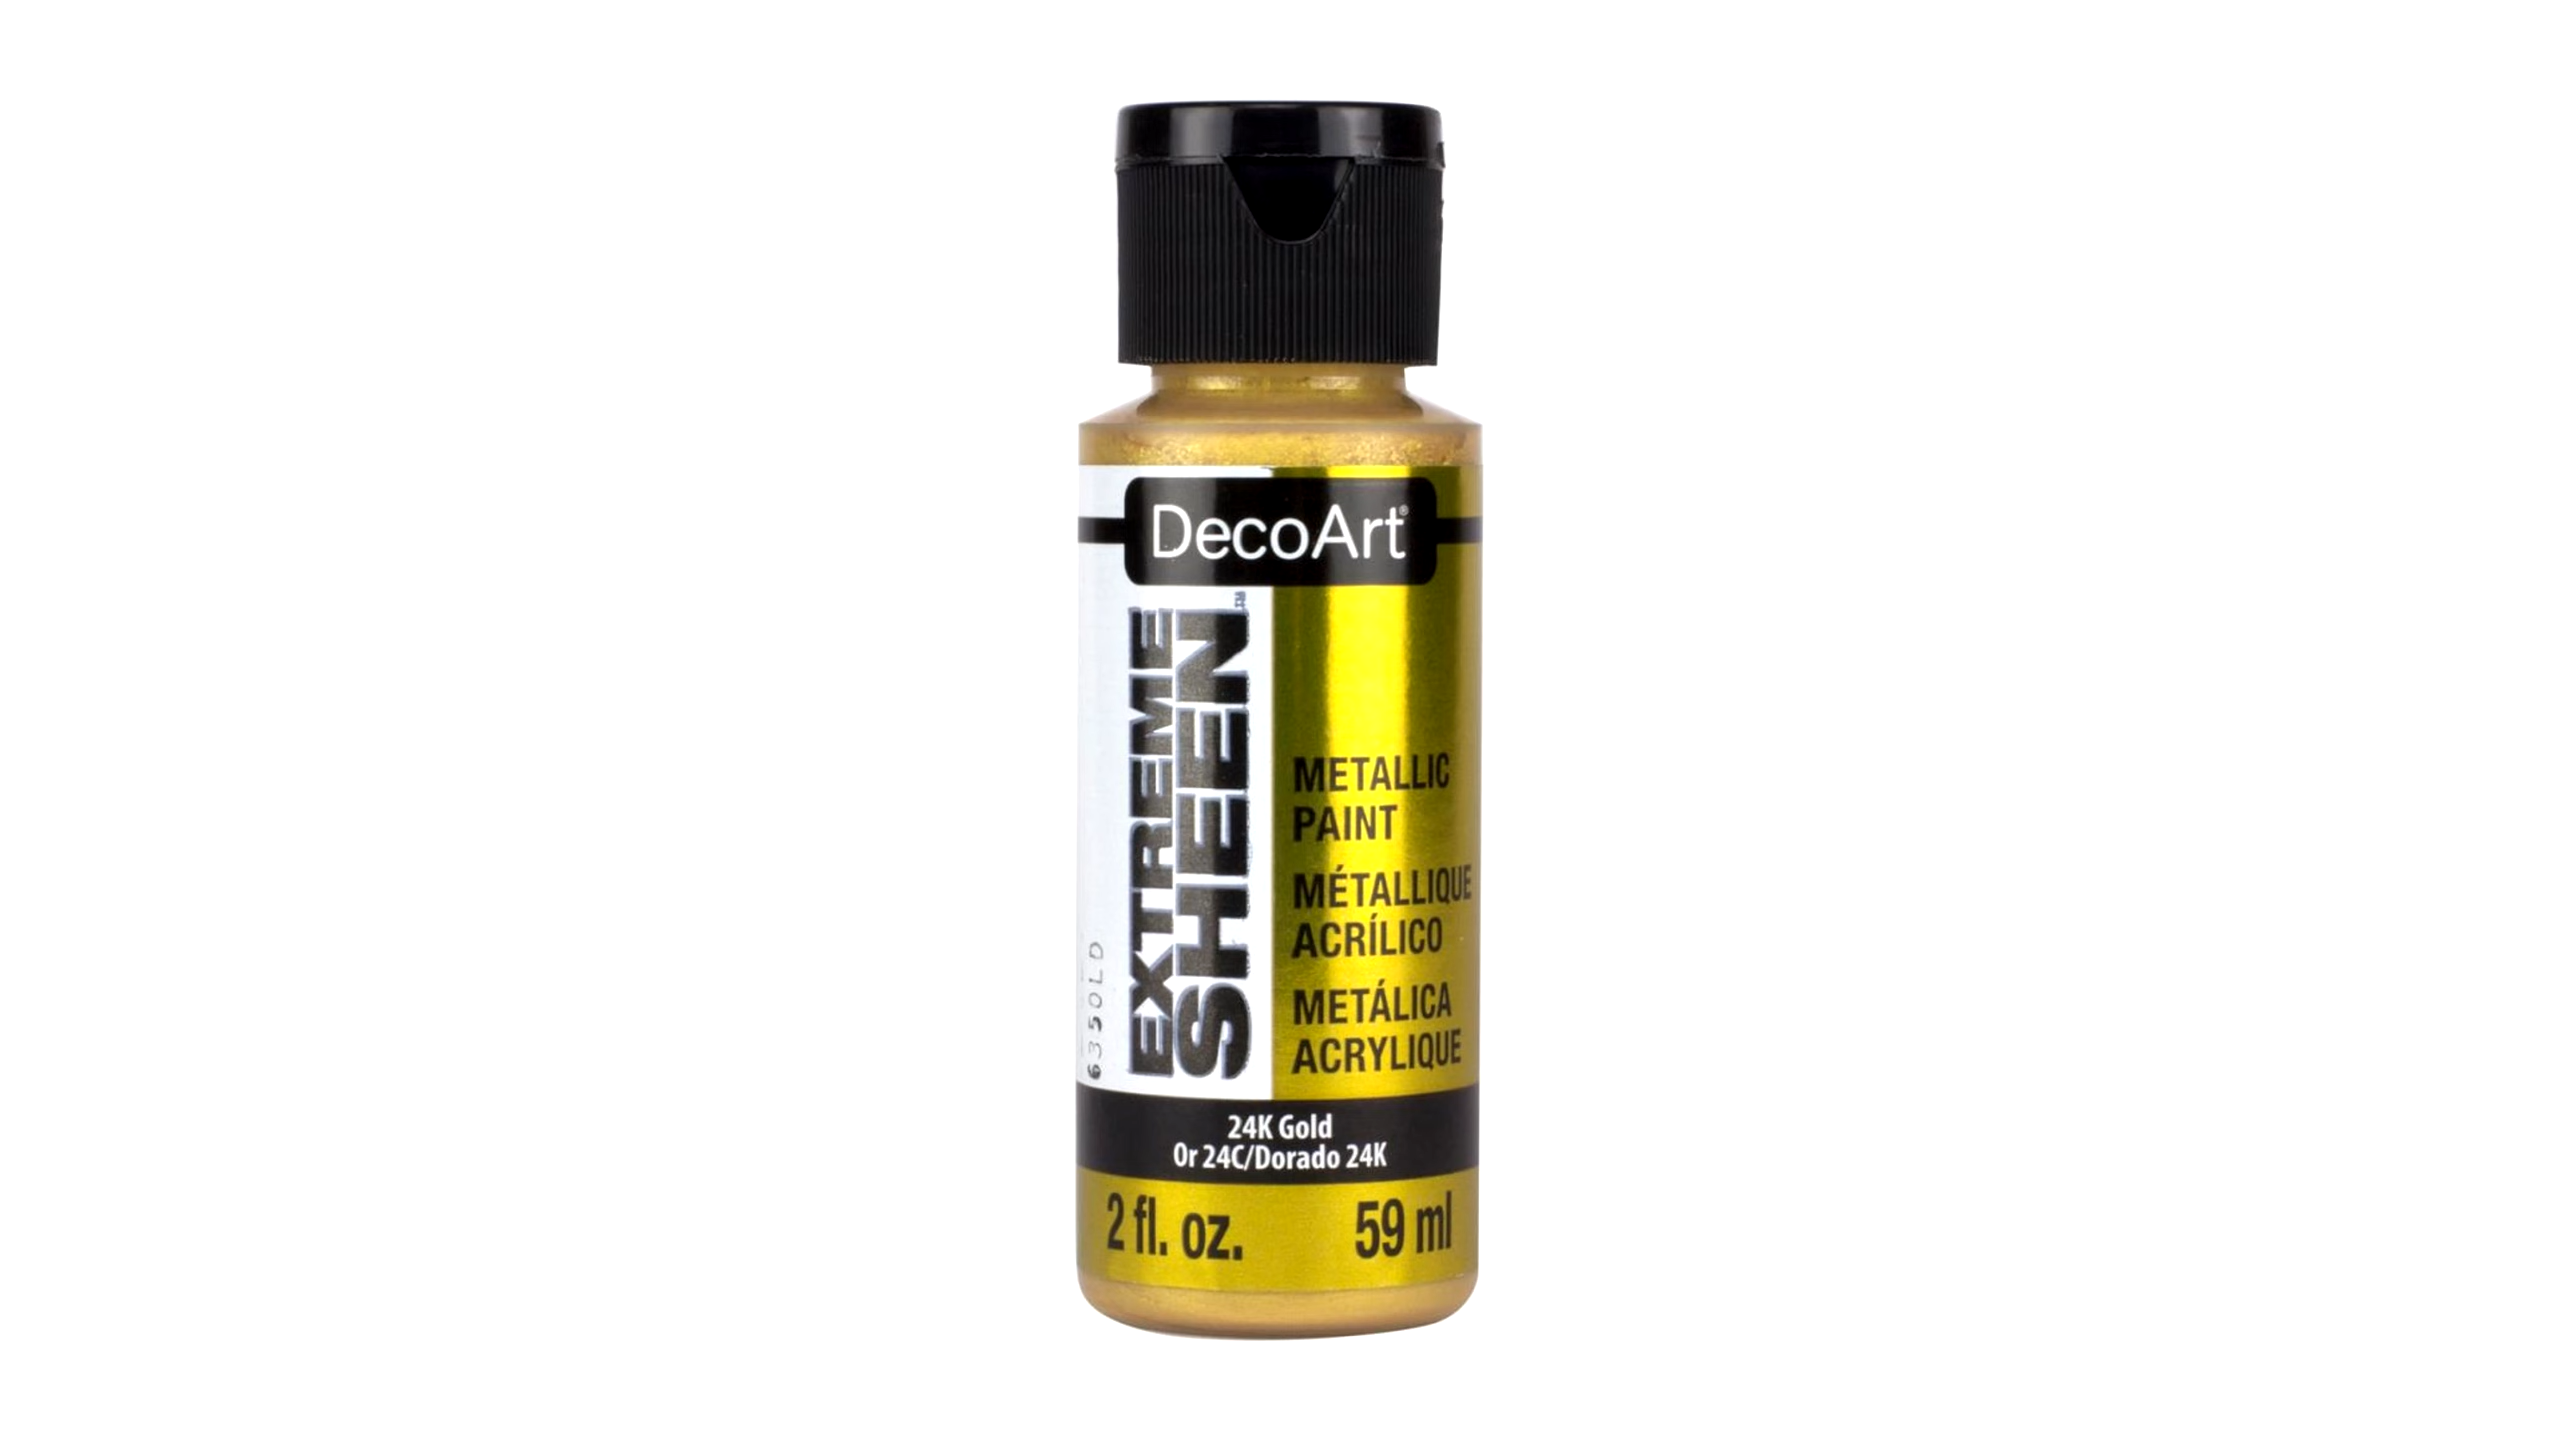 DecoArt®
EXTREME
SHEEN™
METALLIC
PAINT
MÉTALLIQUE
ACRÍLICO
METÁLICA
ACRYLIQUE
6350LD
24K Gold
Or 24C/Dorado 24K
2 fl. oz. 59 ml